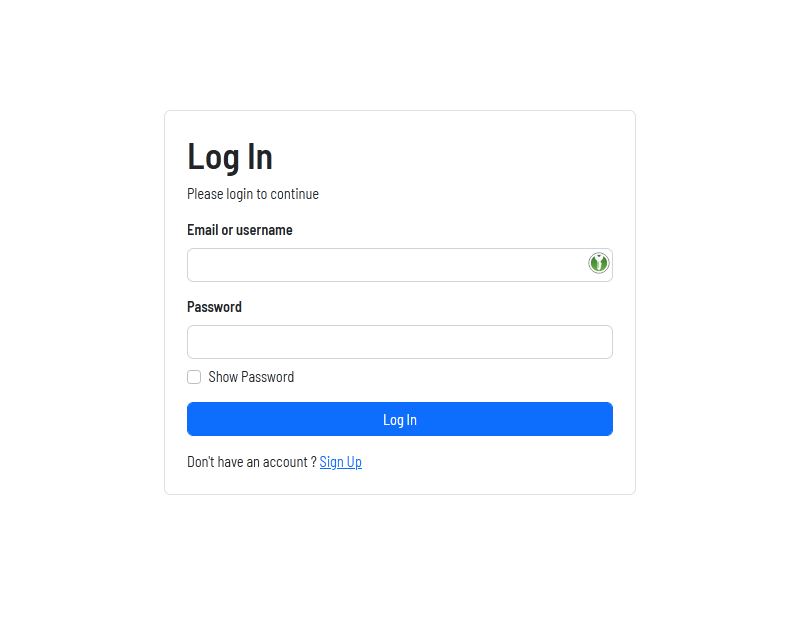 Log In
Please login to continue
Email or username
Password
Show Password
Log In
Don't have an account ? Sign Up